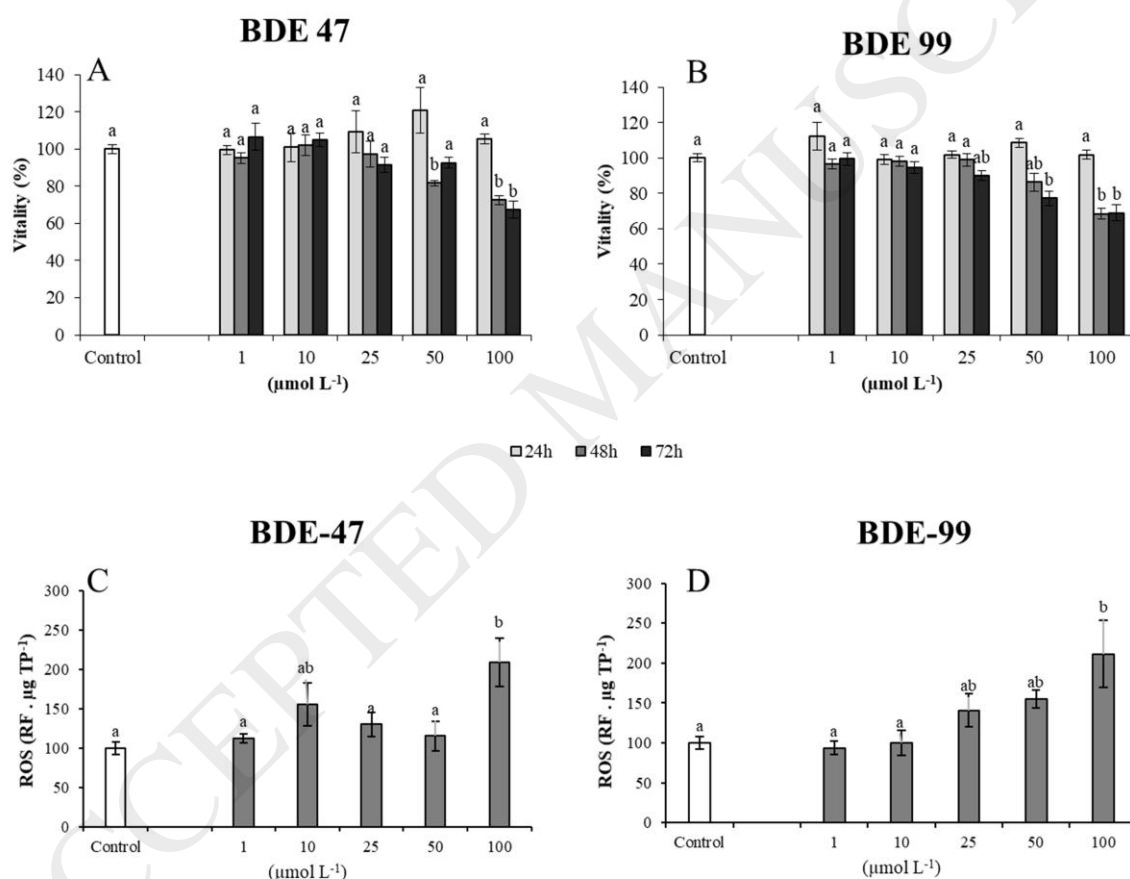 BDE 47
A
Vitality (%)
140
120
100
80
60
40
20
0
a
a a a
a a a
a a a
a b a
a b b
Control 1 10 25 50 100
(µmol L-1)
BDE 99
B
Vitality (%)
140
120
100
80
60
40
20
0
a
a a a
a a a
a a ab
a ab b
a b b
Control 1 10 25 50 100
(µmol L-1)
24h 48h 72h
BDE-47
C
ROS (RF . µg TP-1)
300
250
200
150
100
50
0
a a ab a a b
Control 1 10 25 50 100
(µmol L-1)
BDE-99
D
ROS (RF . µg TP-1)
300
250
200
150
100
50
0
a a a ab ab b
Control 1 10 25 50 100
(µmol L-1)
CCEPTED MANUSC